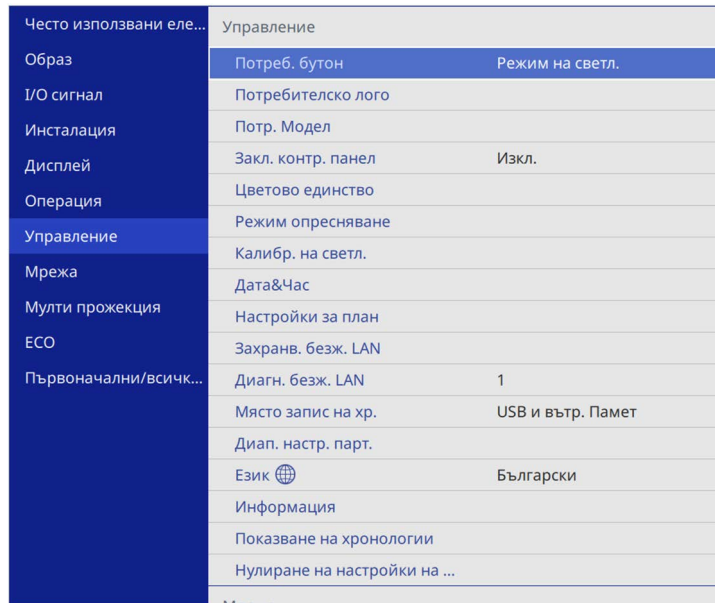 Често използвани еле...
Образ
I/O сигнал
Инсталация
Дисплей
Операция
Управление
Мрежа
Мулти прожекция
ECO
Първоначални/всичк...
Управление
Потреб. бутон Режим на светл.
Потребителско лого
Потр. Модел
Закл. контр. панел Изкл.
Цветово единство
Режим опресняване
Калибр. на светл.
Дата&Час
Настройки за план
Захранв. безж. LAN
Диагн. безж. LAN 1
Място запис на хр. USB и вътр. Памет
Диап. настр. парт.
Език Български
Информация
Показване на хронологии
Нулиране на настройки на ...